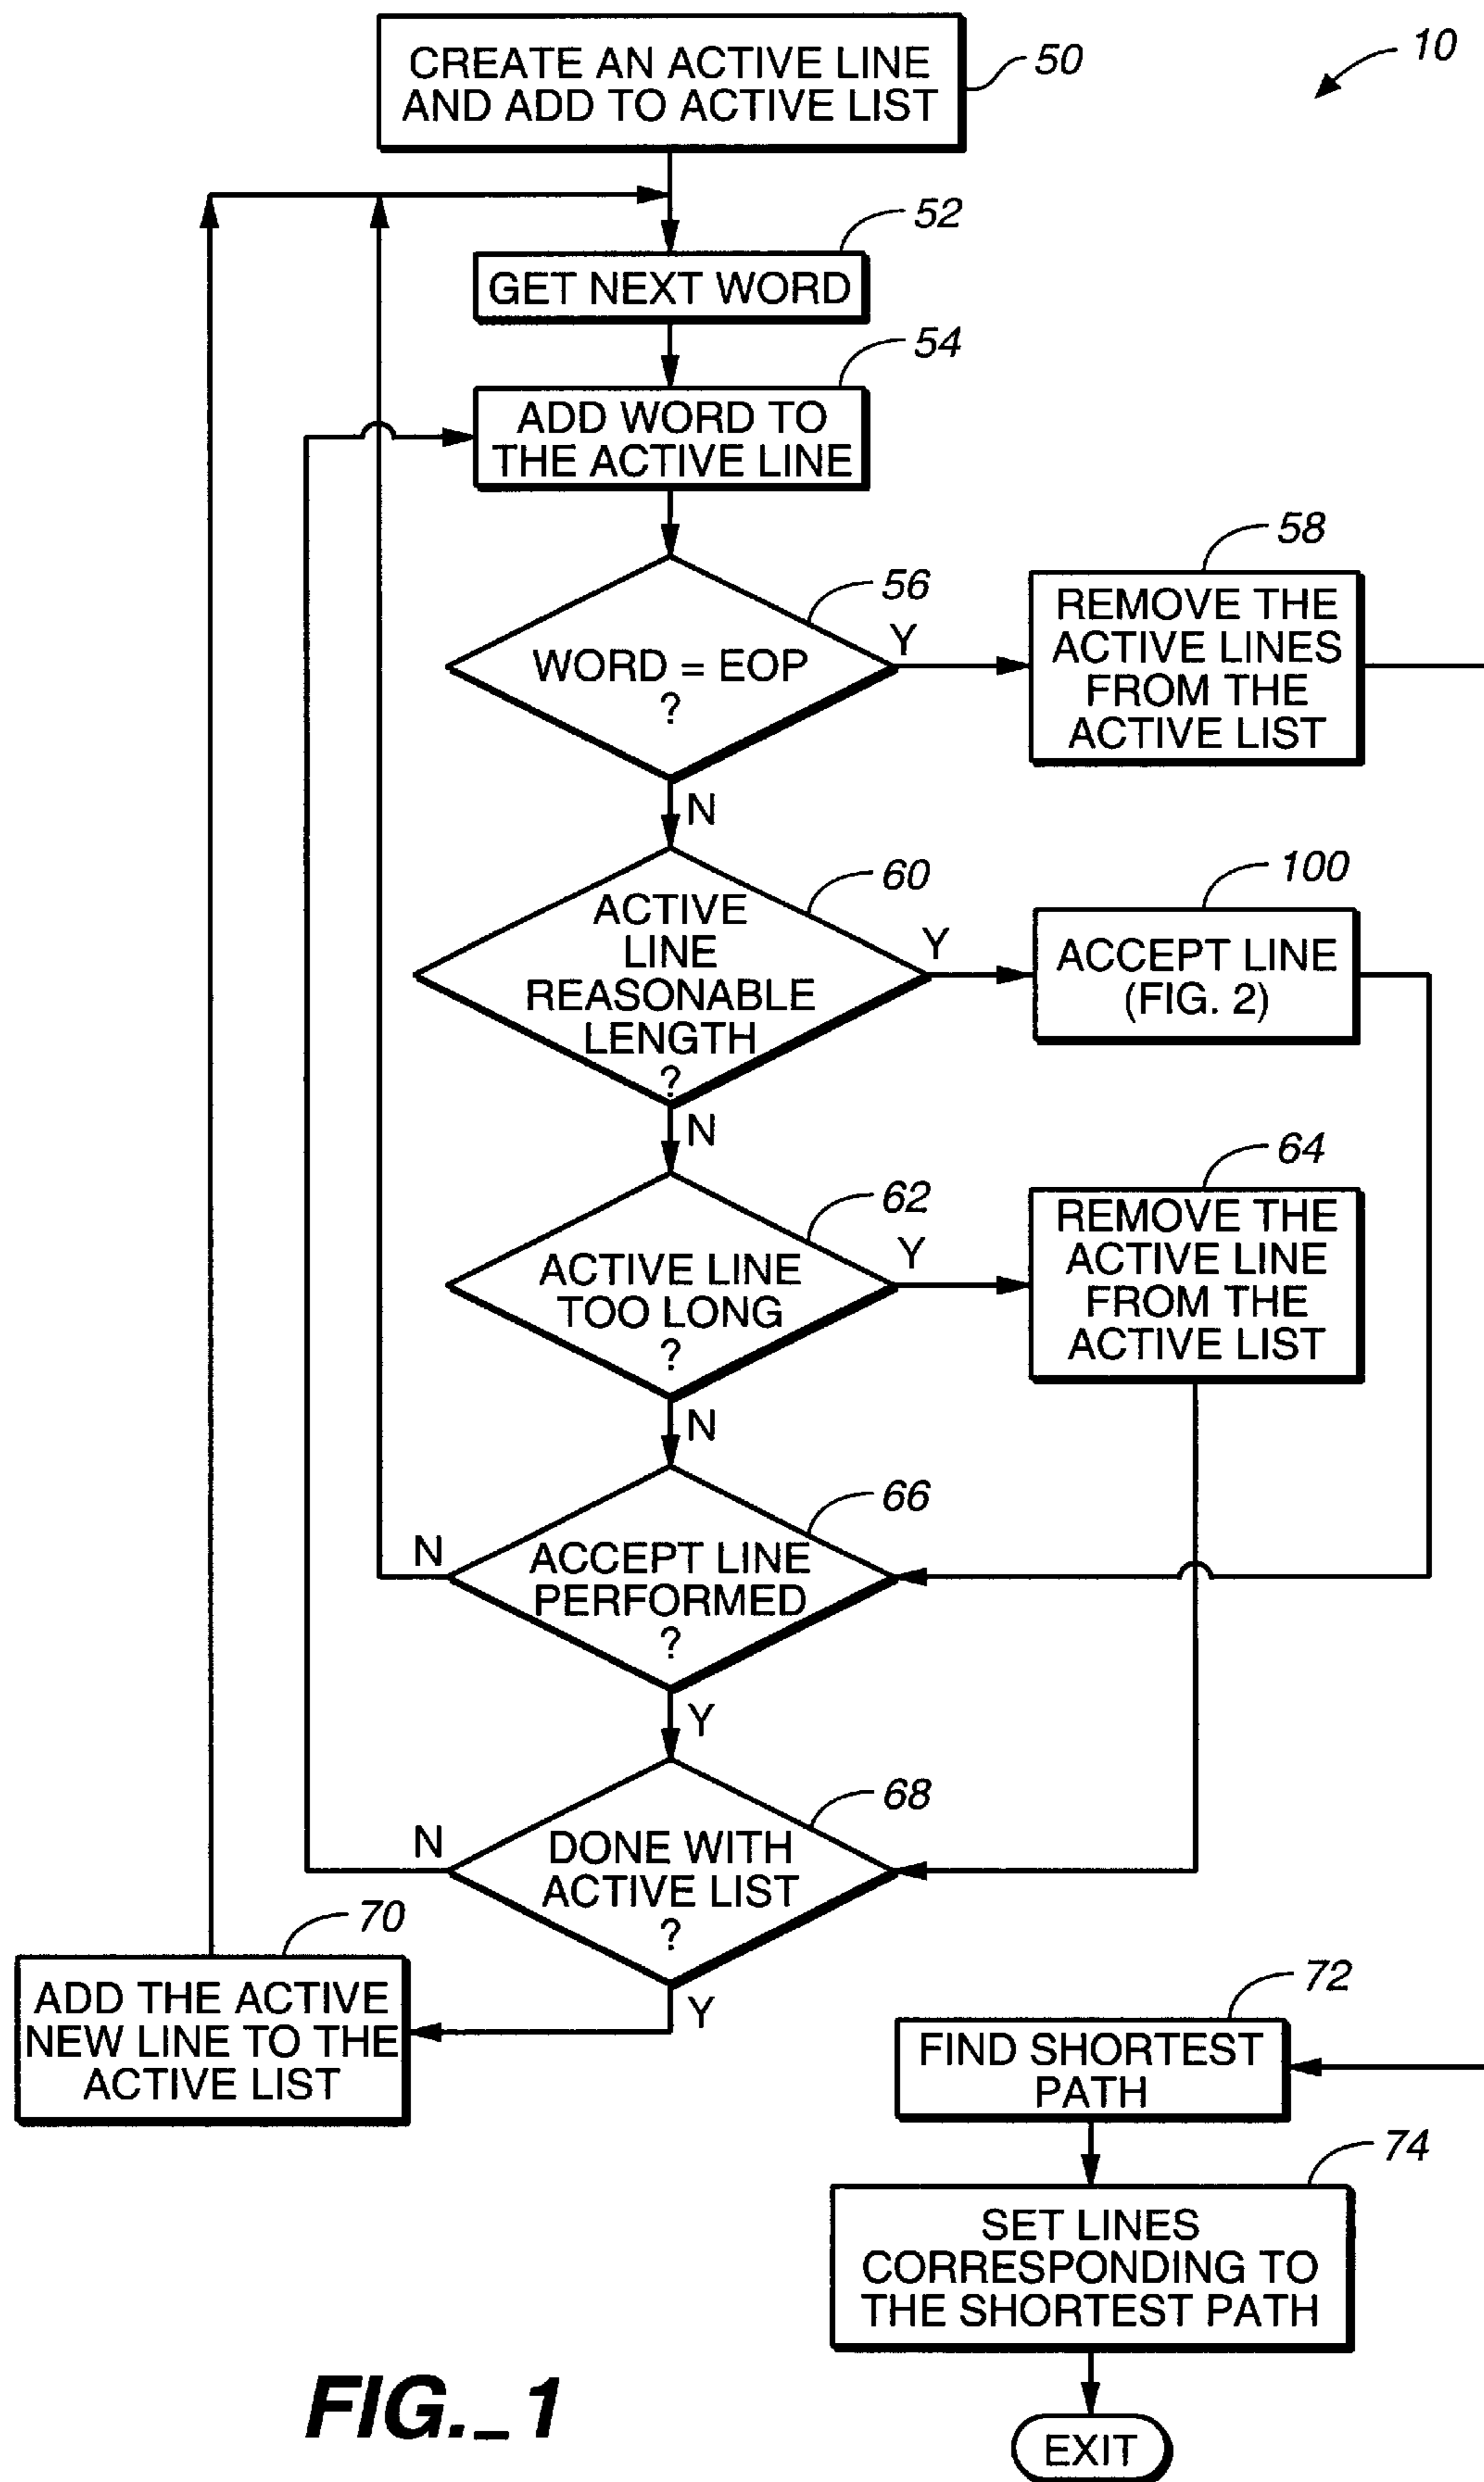 CREATE AN ACTIVE LINE
AND ADD TO ACTIVE LIST
50
10
52
GET NEXT WORD
54
ADD WORD TO
THE ACTIVE LINE
56
WORD = EOP
?
Y
N
58
REMOVE THE
ACTIVE LINES
FROM THE
ACTIVE LIST
60
ACTIVE
LINE
REASONABLE
LENGTH
?
Y
N
100
ACCEPT LINE
(FIG. 2)
62
ACTIVE LINE
TOO LONG
?
Y
N
64
REMOVE THE
ACTIVE LINE
FROM THE
ACTIVE LIST
66
N
ACCEPT LINE
PERFORMED
?
Y
68
N
DONE WITH
ACTIVE LIST
?
Y
70
ADD THE ACTIVE
NEW LINE TO THE
ACTIVE LIST
72
FIND SHORTEST
PATH
74
SET LINES
CORRESPONDING TO
THE SHORTEST PATH
EXIT
FIG._1